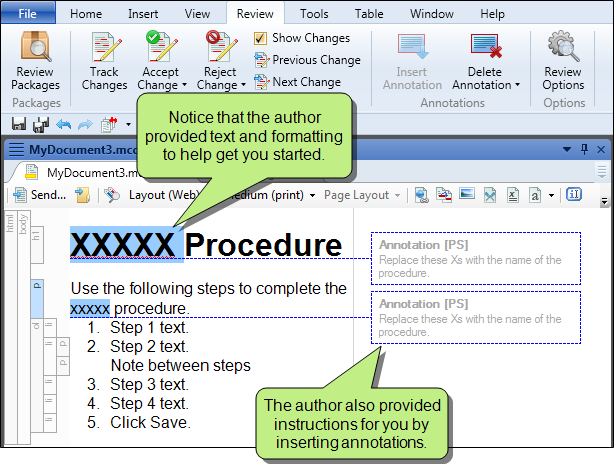 File Home Insert View Review Tools Table Window Help
Review Packages
Track Changes
Accept Change
Reject Change
Show Changes
Previous Change
Next Change
Insert Annotation
Delete Annotation
Review Options
Packages Annotations Options
Notice that the author
provided text and formatting
to help get you started.
MyDocument3.mc
MyDocument3.m
Send... Layout (Web) edium (print) Page Layout
html
body
h1
XXXXX Procedure
Annotation [PS]
Replace these Xs with the name of the
procedure.
p
Use the following steps to complete the
xxxxx procedure.
Annotation [PS]
Replace these Xs with the name of the
procedure.
ol
li
li
p
p
li
li
li
1. Step 1 text.
2. Step 2 text.
Note between steps
3. Step 3 text.
4. Step 4 text.
5. Click Save.
The author also provided
instructions for you by
inserting annotations.